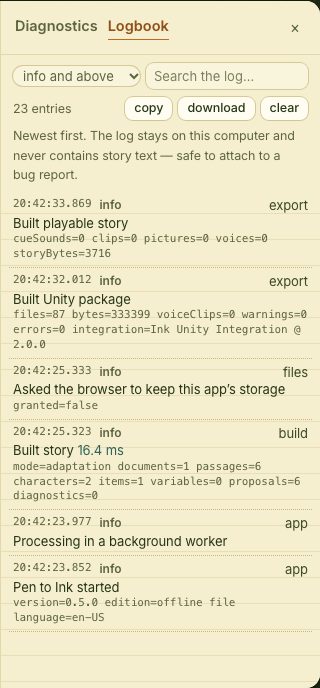 Diagnostics Logbook ×
info and above Search the log...
23 entries copy download clear
Newest first. The log stays on this computer and
never contains story text — safe to attach to a
bug report.
20:42:33.869 info export
Built playable story
cueSounds=0 clips=0 pictures=0 voices=0
storyBytes=3716
20:42:32.012 info export
Built Unity package
files=87 bytes=333399 voiceClips=0 warnings=0
errors=0 integration=Ink Unity Integration @
2.0.0
20:42:25.333 info files
Asked the browser to keep this app’s storage
granted=false
20:42:25.323 info build
Built story 16.4 ms
mode=adaptation documents=1 passages=6
characters=2 items=1 variables=0 proposals=6
diagnostics=0
20:42:23.977 info app
Processing in a background worker
20:42:23.852 info app
Pen to Ink started
version=0.5.0 edition=offline file
language=en-US